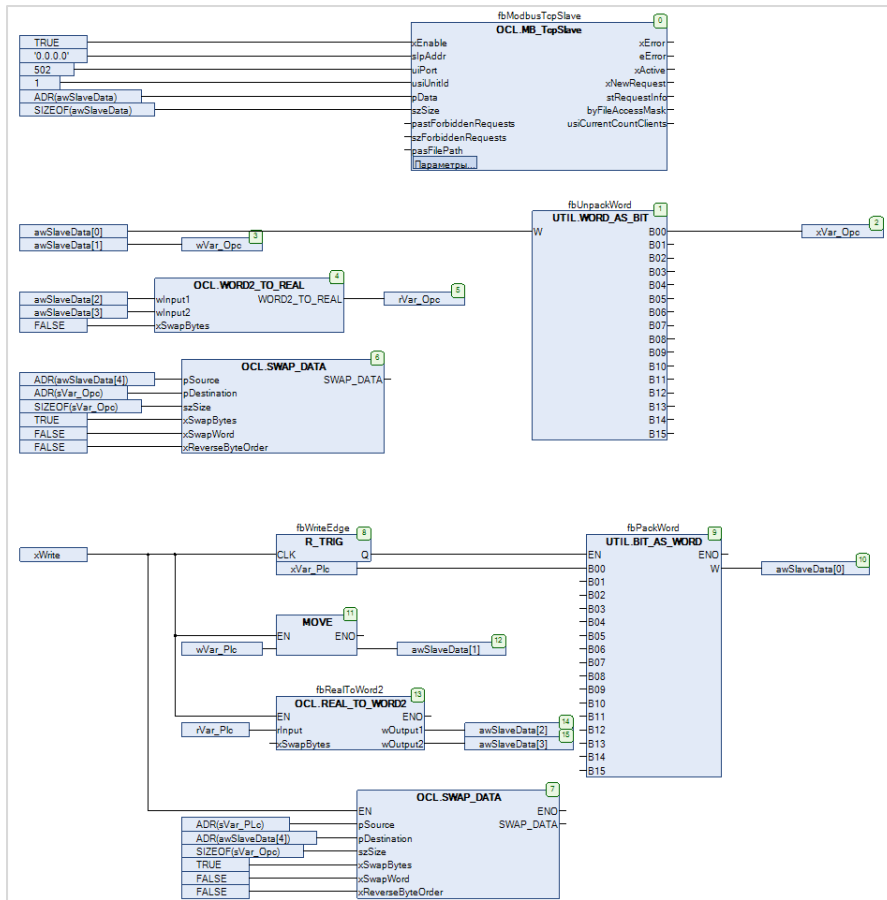 fbModbusTcpSlave
0
OCL.MB_TcpSlave
TRUE xEnable xError
'0.0.0.0' sIpAddr eError
502 uiPort xActive
1 usiUnitId xNewRequest
ADR(awSlaveData) pData stRequestInfo
SIZEOF(awSlaveData) szSize byFileAccessMask
pastForbiddenRequests usiCurrentCountClients
szForbiddenRequests
pasFilePath
Параметры...
fbUnpackWord
1
UTIL.WORD_AS_BIT
2
awSlaveData[0] W B00 xVar_Opc
3
awSlaveData[1] wVar_Opc B01
B02
B03
4
OCL.WORD2_TO_REAL B04
5
awSlaveData[2] wInput1 WORD2_TO_REAL rVar_Opc B05
awSlaveData[3] wInput2 B06
FALSE xSwapBytes B07
B08
B09
6
OCL.SWAP_DATA B10
ADR(awSlaveData[4]) pSource SWAP_DATA B11
ADR(sVar_Opc) pDestination B12
SIZEOF(sVar_Opc) szSize B13
TRUE xSwapBytes B14
FALSE xSwapWord B15
FALSE xReverseByteOrder
fbWriteEdge fbPackWord
8 9
R_TRIG UTIL.BIT_AS_WORD
xWrite CLK Q EN ENO
10
xVar_Plc B00 W awSlaveData[0]
B01
B02
11
MOVE B03
B04
EN ENO B05
12
wVar_Plc awSlaveData[1] B06
B07
B08
fbRealToWord2 B09
13
OCL.REAL_TO_WORD2 B10
EN ENO B11
14
rVar_Plc rInput wOutput1 awSlaveData[2] B12
15
xSwapBytes wOutput2 awSlaveData[3] B13
B14
B15
7
OCL.SWAP_DATA
EN ENO
ADR(sVar_PLc) pSource SWAP_DATA
ADR(awSlaveData[4]) pDestination
SIZEOF(sVar_Opc) szSize
TRUE xSwapBytes
FALSE xSwapWord
FALSE xReverseByteOrder